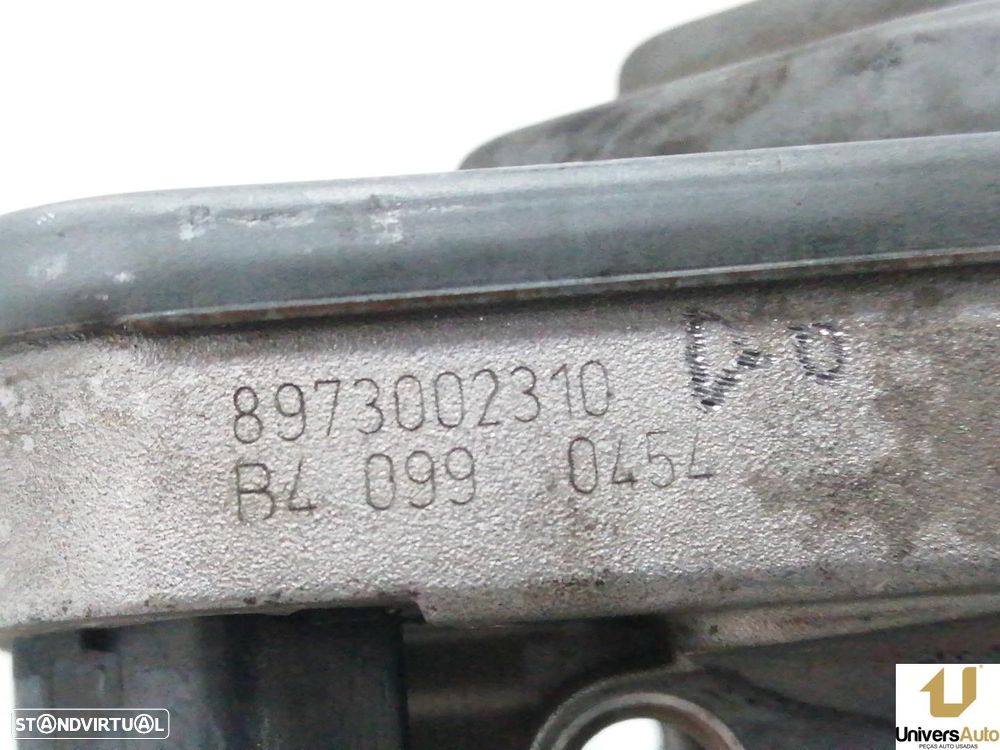 8973002310
B4 099 0454
STANDVIRTUAL
UniversAuto
PEÇAS AUTO USADAS